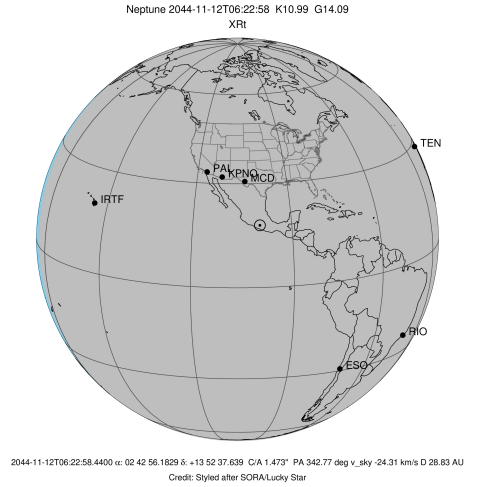 Neptune 2044-11-12T06:22:58 K10.99 G14.09
XRt
TEN
PAL
KPNO
MCD
IRTF
RIO
ESO
2044-11-12T06:22:58.4400 α: 02 42 56.1829 δ: +13 52 37.639 C/A 1.473" PA 342.77 deg v_sky -24.31 km/s D 28.83 AU
Credit: Styled after SORA/Lucky Star